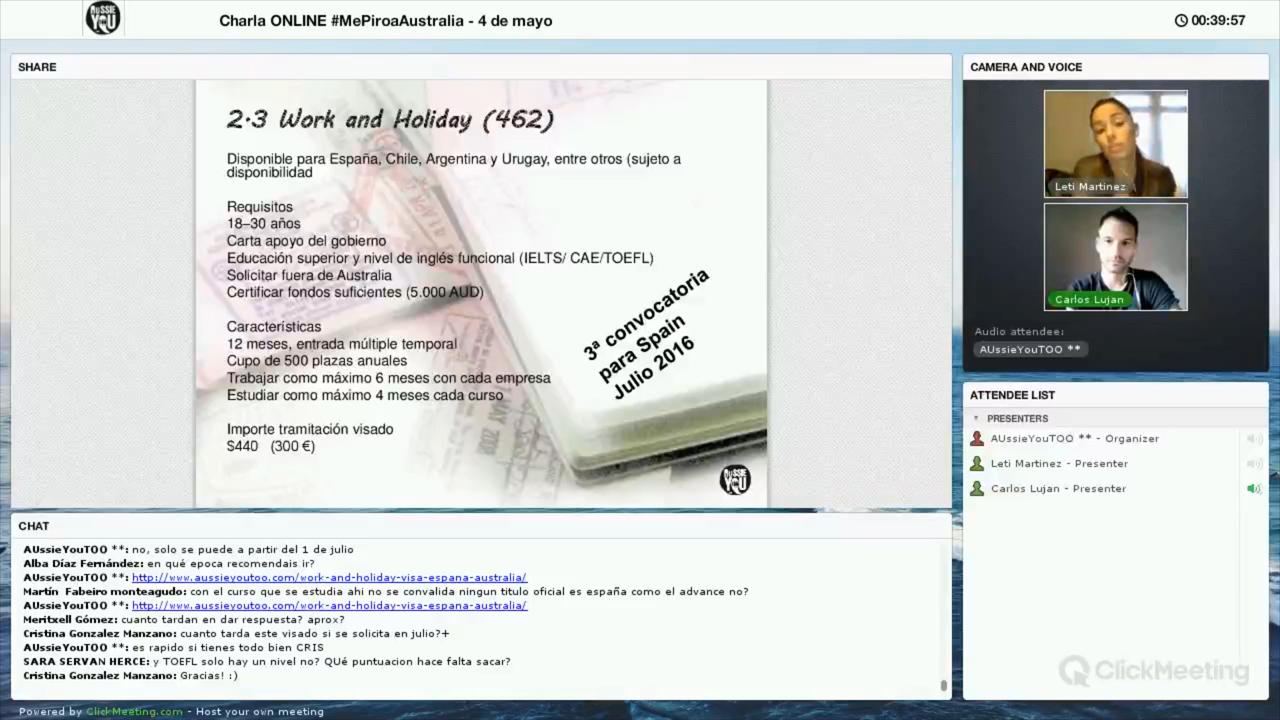 AUSSIE
YOU
Charla ONLINE #MePiroaAustralia - 4 de mayo
00:39:57
SHARE
2.3 Work and Holiday (462)
Disponible para España, Chile, Argentina y Urugay, entre otros (sujeto a
disponibilidad
Requisitos
18–30 años
Carta apoyo del gobierno
Educación superior y nivel de inglés funcional (IELTS/ CAE/TOEFL)
Solicitar fuera de Australia
Certificar fondos suficientes (5.000 AUD)
Características
12 meses, entrada múltiple temporal
Cupo de 500 plazas anuales
Trabajar como máximo 6 meses con cada empresa
Estudiar como máximo 4 meses cada curso
Importe tramitación visado
$440 (300 €)
3ª convocatoria
para Spain
Julio 2016
AUSSIE
YOU
CAMERA AND VOICE
Leti Martinez
Carlos Lujan
Audio attendee:
AUssieYouTOO **
ATTENDEE LIST
PRESENTERS
AUssieYouTOO ** - Organizer
Leti Martinez - Presenter
Carlos Lujan - Presenter
CHAT
AUssieYouTOO **: no, solo se puede a partir del 1 de julio
Alba Díaz Fernández: en qué epoca recomendais ir?
AUssieYouTOO **: http://www.aussieyoutoo.com/work-and-holiday-visa-espana-australia/
Martín Fabeiro monteagudo: con el curso que se estudia ahi no se convalida ningun titulo oficial es españa como el advance no?
AUssieYouTOO **: http://www.aussieyoutoo.com/work-and-holiday-visa-espana-australia/
Meritxell Gómez: cuanto tardan en dar respuesta? aprox?
Cristina Gonzalez Manzano: cuanto tarda este visado si se solicita en julio?+
AUssieYouTOO **: es rapido si tienes todo bien CRIS
SARA SERVAN HERCE: y TOEFL solo hay un nivel no? QUé puntuacion hace falta sacar?
Cristina Gonzalez Manzano: Gracias! :)
ClickMeeting
Powered by ClickMeeting.com - Host your own meeting